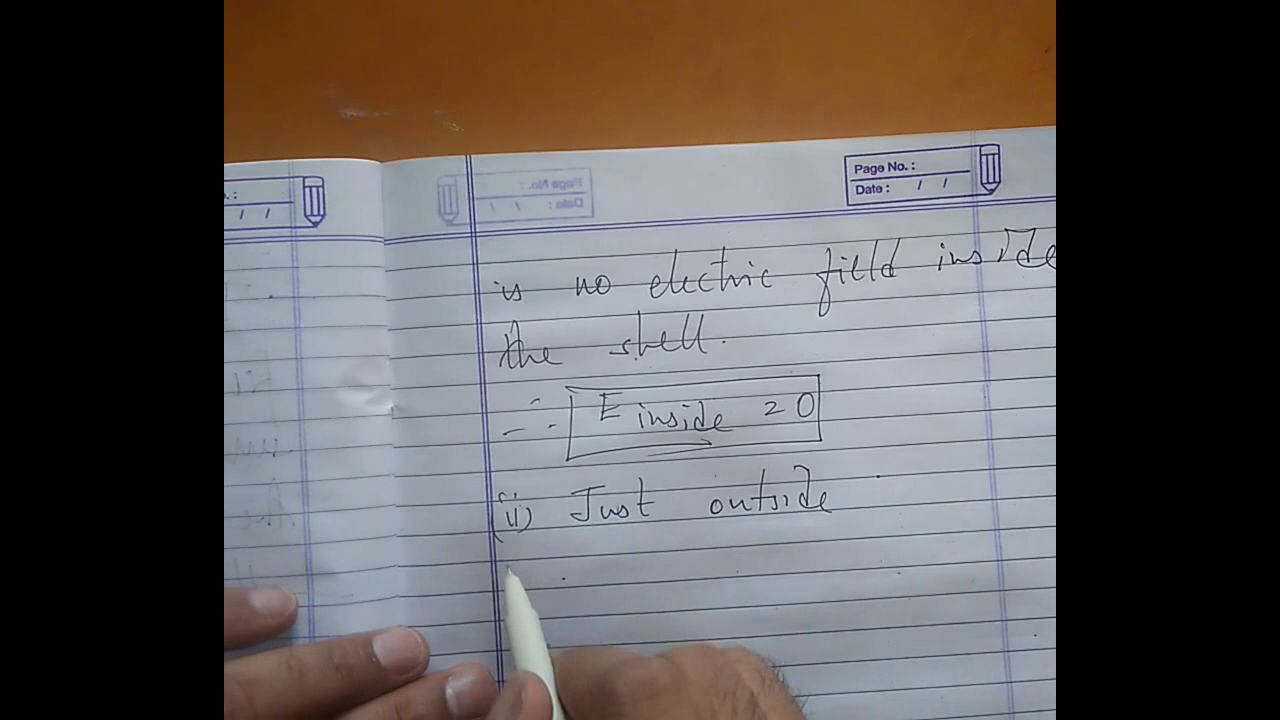 Page No. :
Date : / /
is no electric field inside
the shell.
∴ E inside = 0
(ii) Just outside